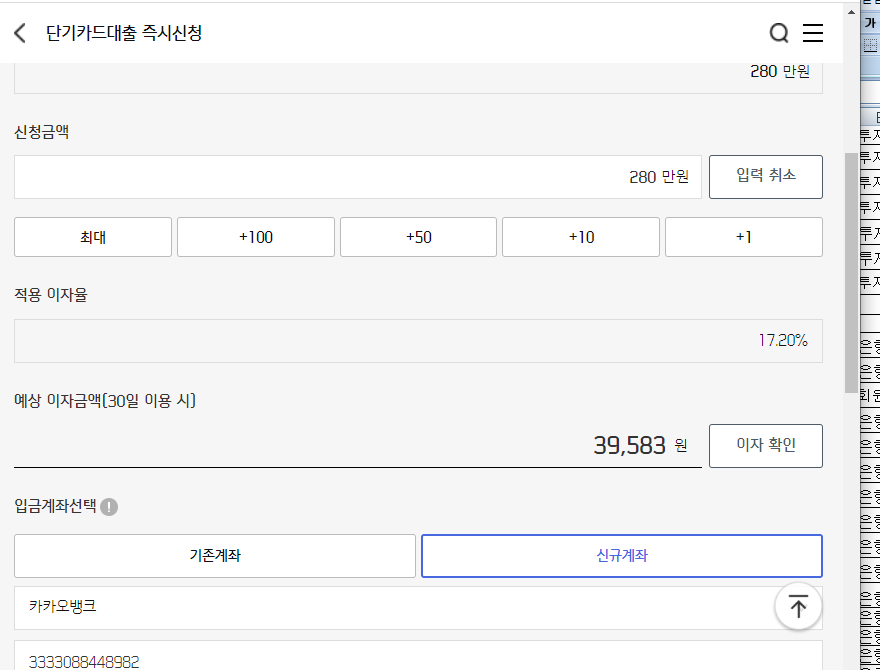 단기카드대출 즉시신청
280 만원
신청금액
280 만원
입력 취소
최대
+100
+50
+10
+1
적용 이자율
17.20%
예상 이자금액(30일 이용 시)
39,583 원
이자 확인
입금계좌선택
기존계좌
신규계좌
카카오뱅크
3333088448982
가